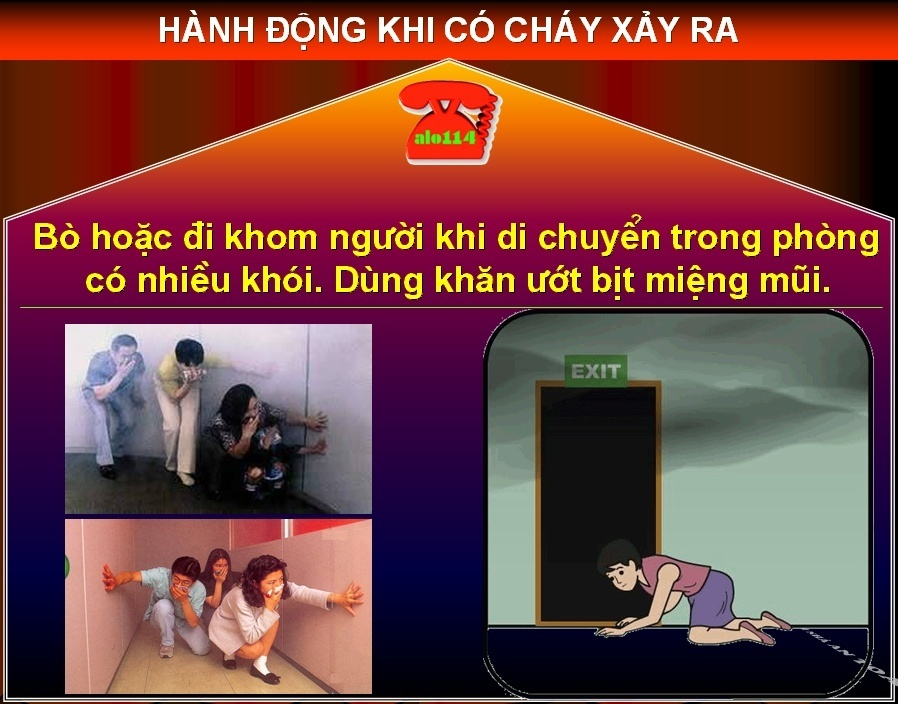 HÀNH ĐỘNG KHI CÓ CHÁY XẢY RA
alo114
Bò hoặc đi khom người khi di chuyển trong phòng
có nhiều khói. Dùng khăn ướt bịt miệng mũi.
EXIT